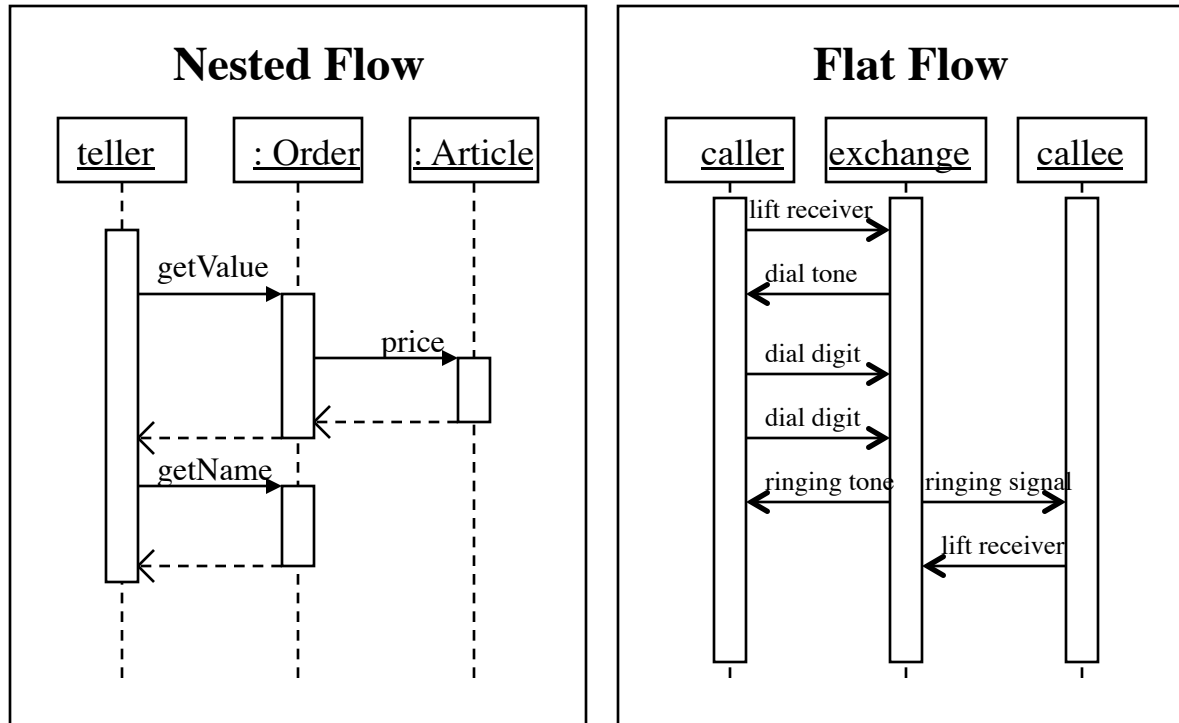 Nested Flow
teller
: Order
: Article
getValue
price
getName
Flat Flow
caller
exchange
callee
lift receiver
dial tone
dial digit
dial digit
ringing tone
ringing signal
lift receiver